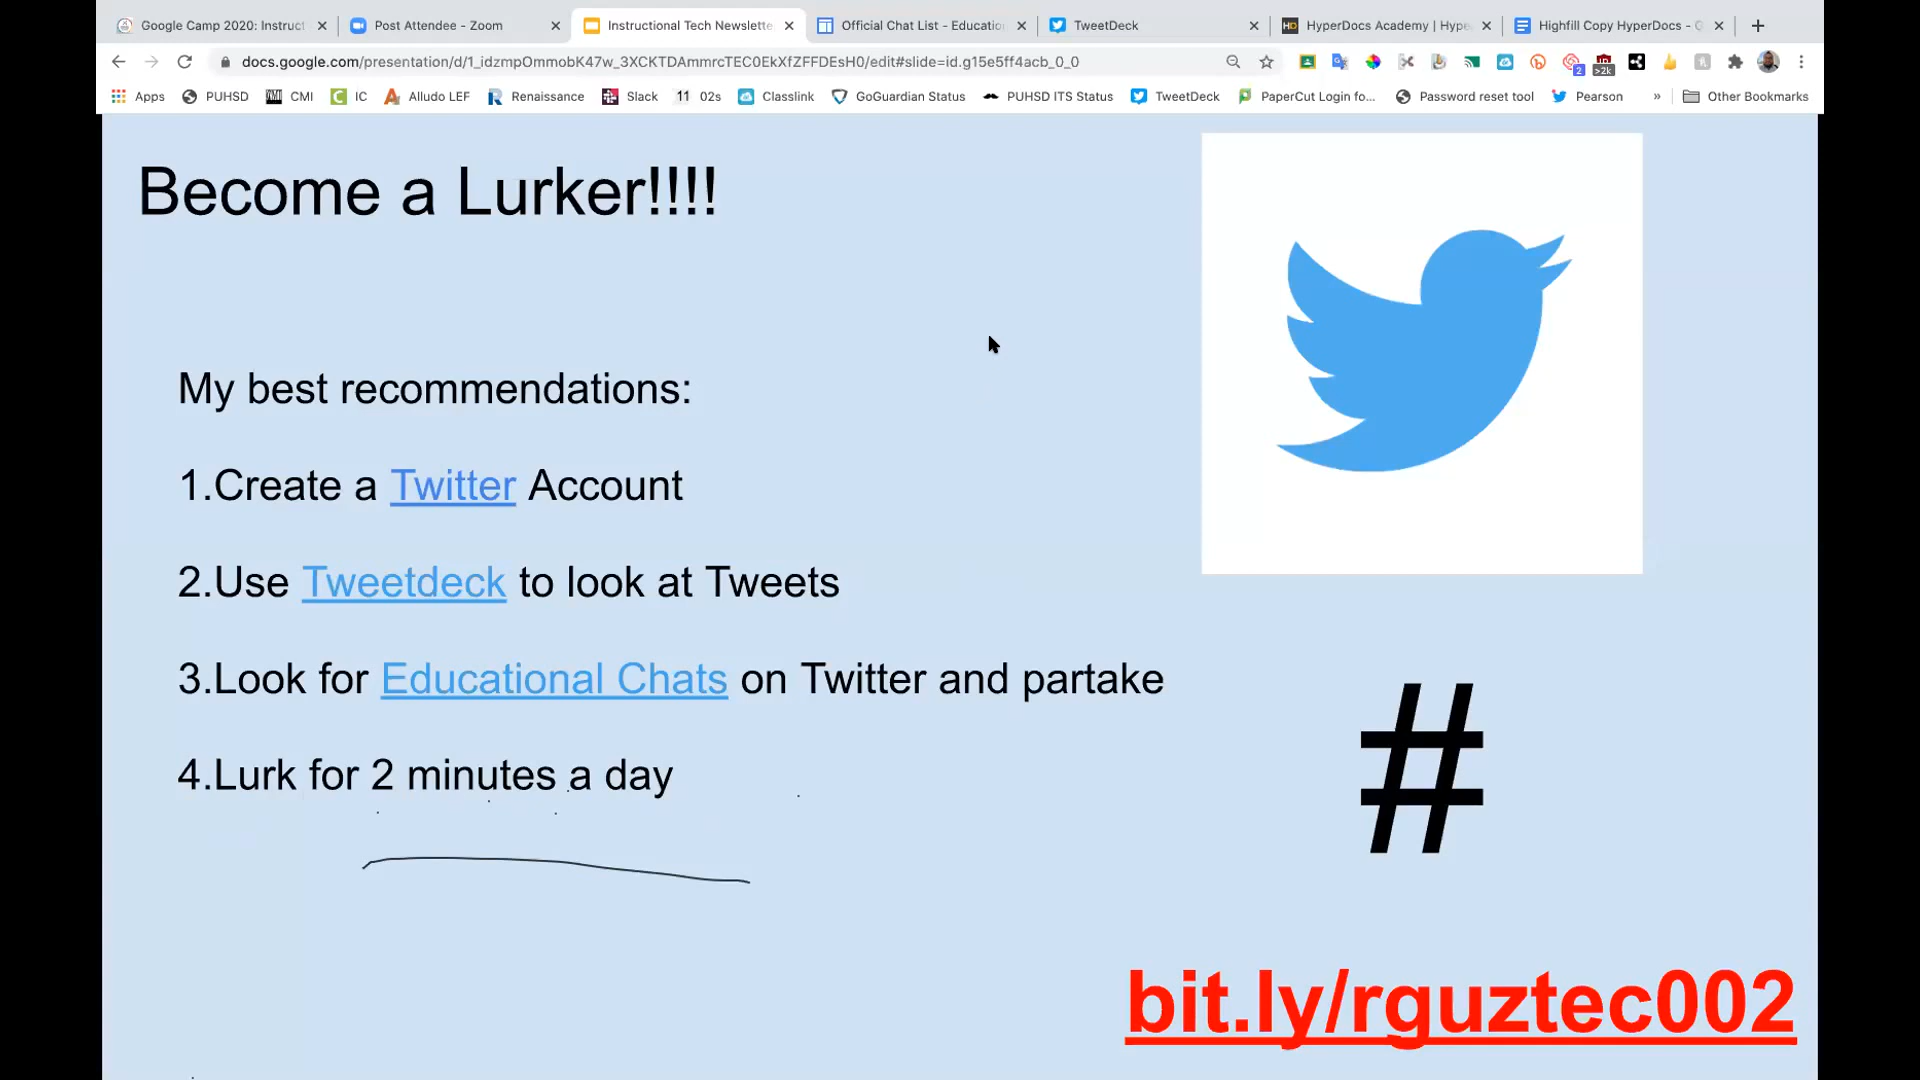 Google Camp 2020: Instruct
Post Attendee - Zoom
Instructional Tech Newslette
Official Chat List - Educatio
TweetDeck
HyperDocs Academy | Hype
Highfill Copy HyperDocs - G
docs.google.com/presentation/d/1_idzmpOmmobK47w_3XCKTDAmmrcTEC0EkXfZFFDEsH0/edit#slide=id.g15e5ff4acb_0_0
2
>2k
Apps
PUHSD
CMI
IC
Alludo LEF
Renaissance
Slack
11 02s
Classlink
GoGuardian Status
PUHSD ITS Status
TweetDeck
PaperCut Login fo...
Password reset tool
Pearson
»
Other Bookmarks
Become a Lurker!!!!
My best recommendations:
1.Create a Twitter Account
2.Use Tweetdeck to look at Tweets
3.Look for Educational Chats on Twitter and partake
4.Lurk for 2 minutes a day
#
bit.ly/rguztec002